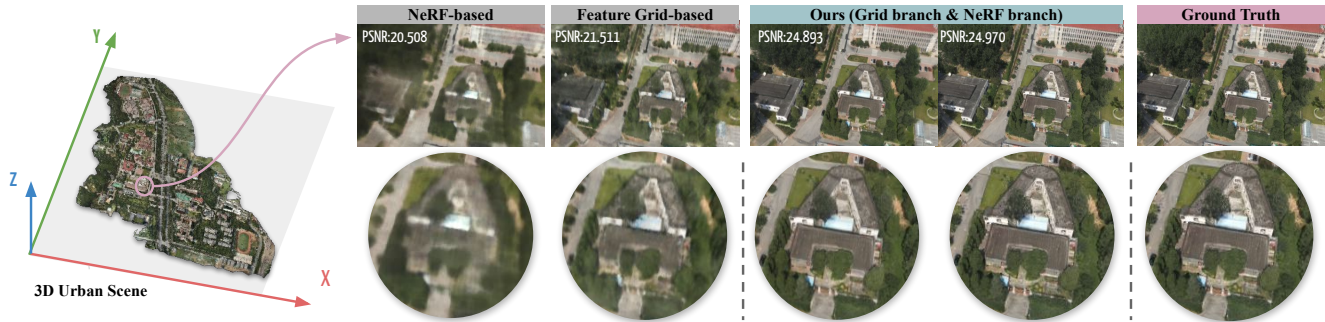 NeRF-based
Feature Grid-based
Ours (Grid branch & NeRF branch)
Ground Truth
PSNR:20.508
PSNR:21.511
PSNR:24.893
PSNR:24.970
Y
Z
X
3D Urban Scene